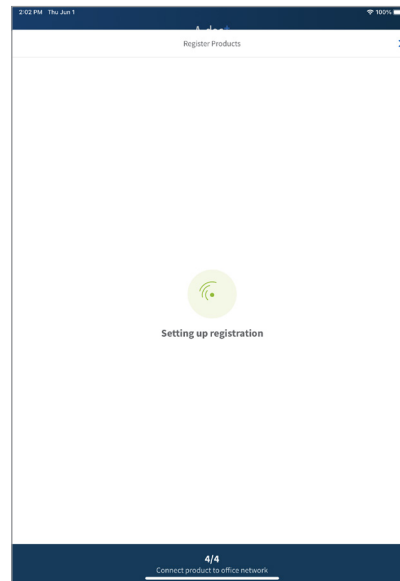 2:02 PM Thu Jun 1
100%
Register Products
Setting up registration
4/4
Connect product to office network